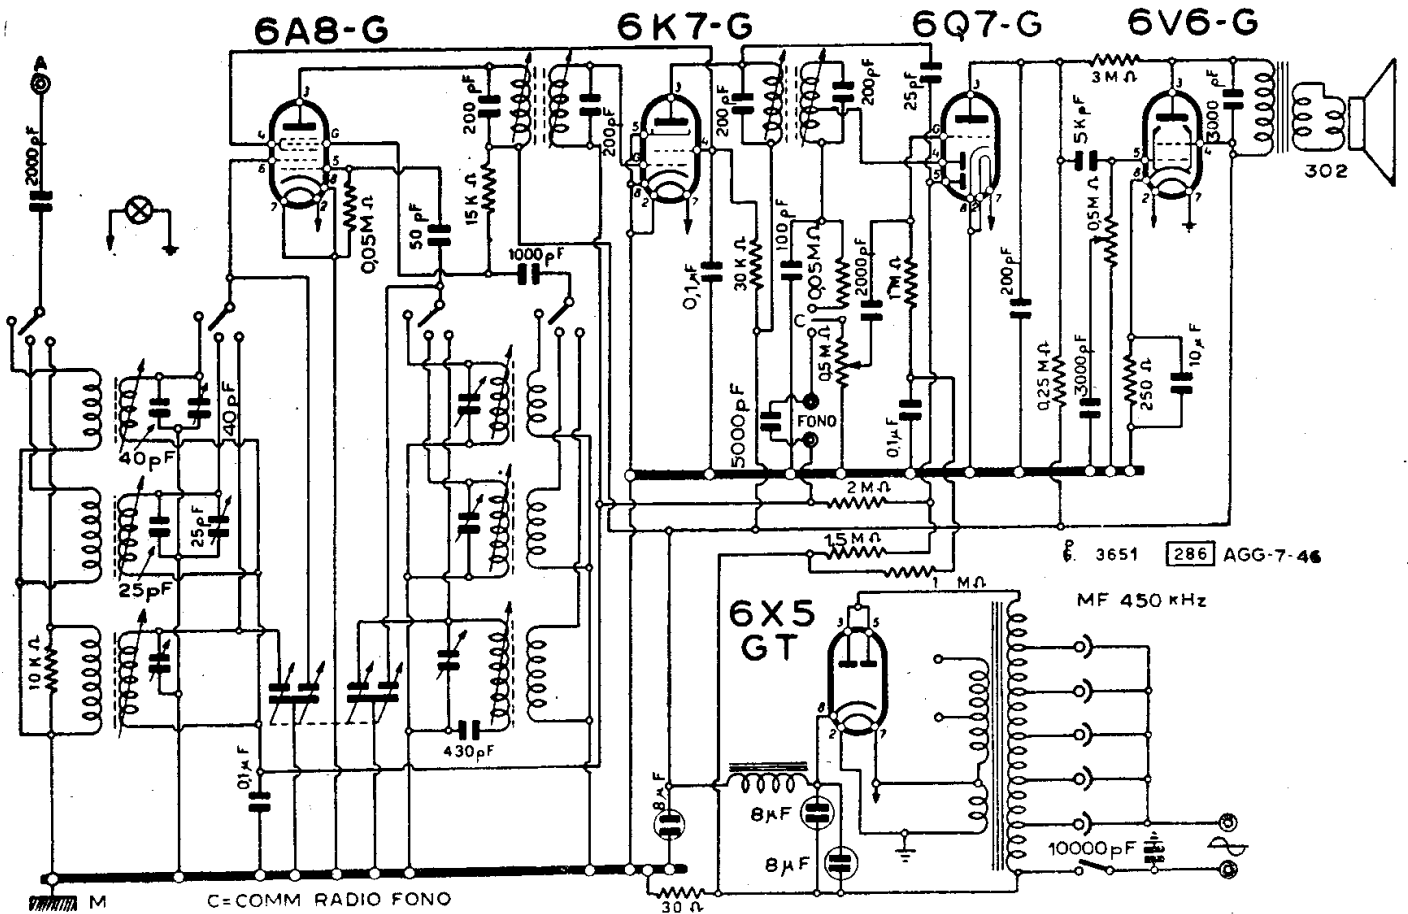 6A8-G
6K7-G
6Q7-G
6V6-G
A
2000pF
200pF
200pF
15KΩ
0,05MΩ
50pF
1000pF
200pF
200pF
25pF
0,1µF
30KΩ
100pF
0,05MΩ
2000pF
1MΩ
200pF
3MΩ
5KpF
0,5MΩ
3000pF
302
C
0,5MΩ
5000pF
FONO
0,1µF
0,25MΩ
3000pF
250Ω
10µF
40pF
40pF
25pF
25pF
10KΩ
430pF
0,1µF
2MΩ
1,5MΩ
1 MΩ
3651 286 AGG-7-46
MF 450 KHz
6X5
GT
8µF
8µF
8µF
10000pF
30Ω
M
C=COMM RADIO FONO